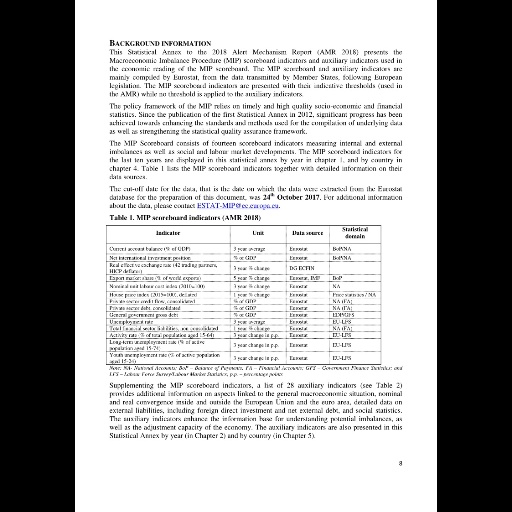 BACKGROUND INFORMATION
This Statistical Annex to the 2018 Alert Mechanism Report (AMR 2018) presents the
Macroeconomic Imbalance Procedure (MIP) scoreboard indicators and auxiliary indicators used in
the economic reading of the MIP scoreboard. The MIP scoreboard and auxiliary indicators are
mainly compiled by Eurostat, from the data transmitted by Member States, following European
legislation. The MIP scoreboard indicators are presented with their indicative thresholds (used in
the AMR) while no threshold is applied to the auxiliary indicators.
The policy framework of the MIP relies on timely and high quality socio-economic and financial
statistics. Since the publication of the first Statistical Annex in 2012, significant progress has been
achieved towards enhancing the standards and methods used for the compilation of underlying data
as well as strengthening the statistical quality assurance framework.
The MIP Scoreboard consists of fourteen scoreboard indicators measuring internal and external
imbalances as well as social and labour market developments. The MIP scoreboard indicators for
the last ten years are displayed in this statistical annex by year in chapter 1, and by country in
chapter 4. Table 1 lists the MIP scoreboard indicators together with detailed information on their
data sources.
The cut-off date for the data, that is the date on which the data were extracted from the Eurostat
database for the preparation of this document, was 24th October 2017. For additional information
about the data, please contact ESTAT-MIP@ec.europa.eu.
Table 1. MIP scoreboard indicators (AMR 2018)
Indicator Unit Data source Statistical domain
Current account balance (% of GDP) 3 year average Eurostat BoP/NA
Net international investment position % of GDP Eurostat BoP/NA
Real effective exchange rate (42 trading partners,
HICP deflator) 3 year % change DG ECFIN
Export market share (% of world exports) 5 year % change Eurostat, IMF BoP
Nominal unit labour cost index (2010=100) 3 year % change Eurostat NA
House price index (2015=100), deflated 1 year % change Eurostat Price statistics / NA
Private sector credit flow, consolidated % of GDP Eurostat NA (FA)
Private sector debt, consolidated % of GDP Eurostat NA (FA)
General government gross debt % of GDP Eurostat EDP/GFS
Unemployment rate 3 year average Eurostat EU-LFS
Total financial sector liabilities, non-consolidated 1 year % change Eurostat NA (FA)
Activity rate (% of total population aged 15-64) 3 year change in p.p. Eurostat EU-LFS
Long-term unemployment rate (% of active
population aged 15-74) 3 year change in p.p. Eurostat EU-LFS
Youth unemployment rate (% of active population
aged 15-24) 3 year change in p.p. Eurostat EU-LFS
Note: NA- National Accounts; BoP – Balance of Payments, FA – Financial Accounts; GFS – Government Finance Statistics; and
LFS – Labour Force Survey/Labour Market Statistics, p.p. – percentage points
Supplementing the MIP scoreboard indicators, a list of 28 auxiliary indicators (see Table 2)
provides additional information on aspects linked to the general macroeconomic situation, nominal
and real convergence inside and outside the European Union and the euro area, detailed data on
external liabilities, including foreign direct investment and net external debt, and social statistics.
The auxiliary indicators enhance the information base for understanding potential imbalances, as
well as the adjustment capacity of the economy. The auxiliary indicators are also presented in this
Statistical Annex by year (in Chapter 2) and by country (in Chapter 5).
8